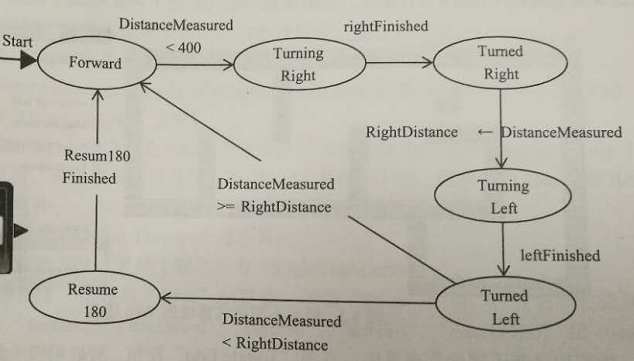 Start
DistanceMeasured
< 400
rightFinished
Forward
Turning
Right
Turned
Right
RightDistance ← DistanceMeasured
Resum180
Finished
DistanceMeasured
>= RightDistance
Turning
Left
leftFinished
Resume
180
Turned
Left
DistanceMeasured
< RightDistance